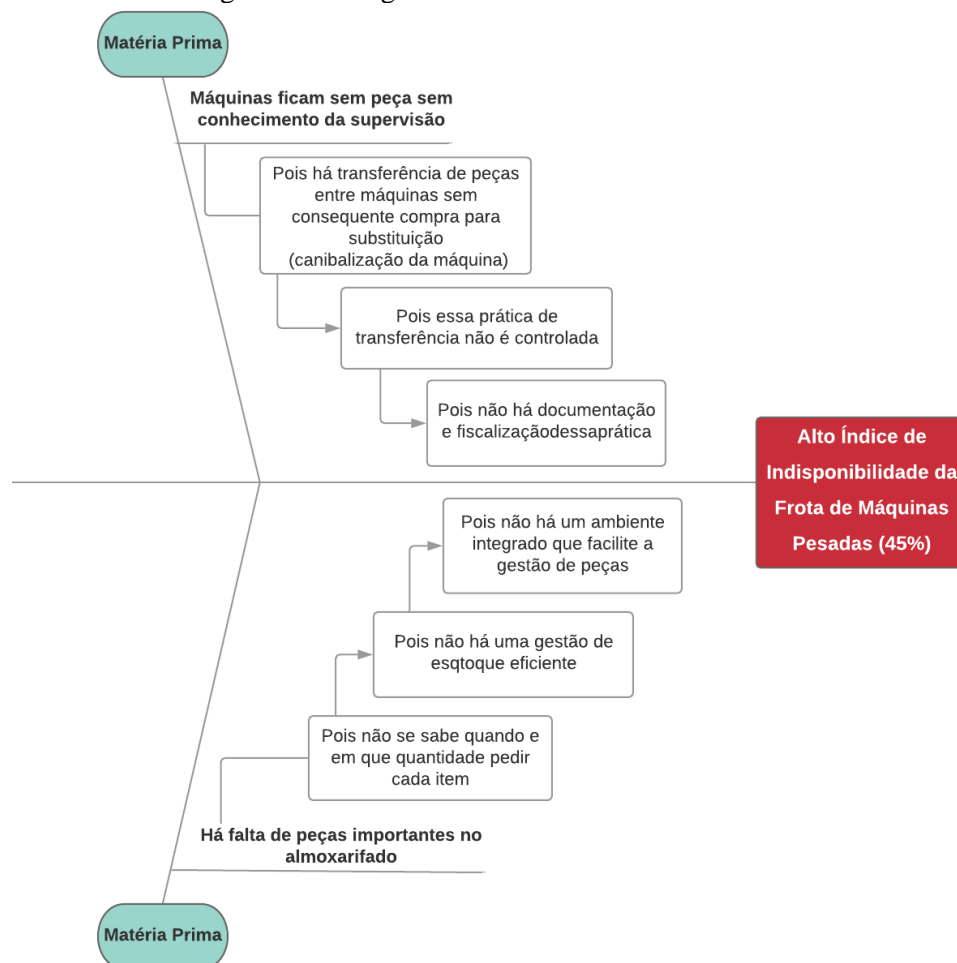 Matéria Prima
Máquinas ficam sem peça sem
conhecimento da supervisão
Pois há transferência de peças
entre máquinas sem
consequente compra para
substituição
(canibalização da máquina)
Pois essa prática de
transferência não é controlada
Pois não há documentação
e fiscalizaçãodessaprática
Alto Índice de
Indisponibilidade da
Frota de Máquinas
Pesadas (45%)
Pois não há um ambiente
integrado que facilite a
gestão de peças
Pois não há uma gestão de
esqtoque eficiente
Pois não se sabe quando e
em que quantidade pedir
cada item
Há falta de peças importantes no
almoxarifado
Matéria Prima